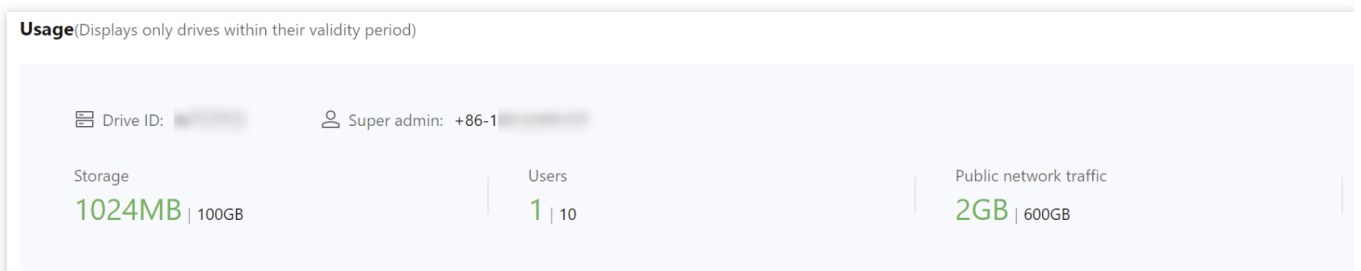 Usage(Displays only drives within their validity period)
Drive ID: Super admin: +86-1
Storage Users Public network traffic
1024MB | 100GB 1 | 10 2GB | 600GB